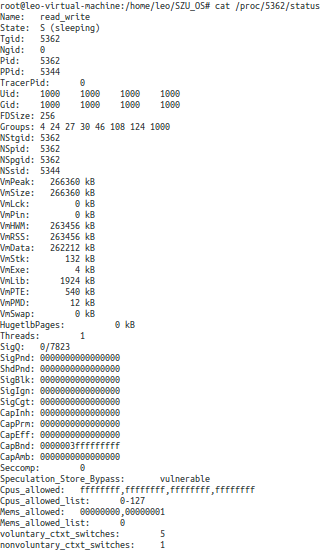 root@leo-virtual-machine:/home/leo/SZU_OS# cat /proc/5362/status
Name:	read_write
State:	S (sleeping)
Tgid:	5362
Ngid:	0
Pid:	5362
PPid:	5344
TracerPid:	0
Uid:	1000	1000	1000	1000
Gid:	1000	1000	1000	1000
FDSize:	256
Groups:	4 24 27 30 46 108 124 1000
NStgid:	5362
NSpid:	5362
NSpgid:	5362
NSsid:	5344
VmPeak:	  266360 kB
VmSize:	  266360 kB
VmLck:	       0 kB
VmPin:	       0 kB
VmHWM:	  263456 kB
VmRSS:	  263456 kB
VmData:	  262212 kB
VmStk:	     132 kB
VmExe:	       4 kB
VmLib:	    1924 kB
VmPTE:	     540 kB
VmPMD:	      12 kB
VmSwap:	       0 kB
HugetlbPages:	       0 kB
Threads:	1
SigQ:	0/7823
SigPnd:	0000000000000000
ShdPnd:	0000000000000000
SigBlk:	0000000000000000
SigIgn:	0000000000000000
SigCgt:	0000000000000000
CapInh:	0000000000000000
CapPrm:	0000000000000000
CapEff:	0000000000000000
CapBnd:	0000003fffffffff
CapAmb:	0000000000000000
Seccomp:	0
Speculation_Store_Bypass:	vulnerable
Cpus_allowed:	ffffffff,ffffffff,ffffffff,ffffffff
Cpus_allowed_list:	0-127
Mems_allowed:	00000000,00000001
Mems_allowed_list:	0
voluntary_ctxt_switches:	5
nonvoluntary_ctxt_switches:	1